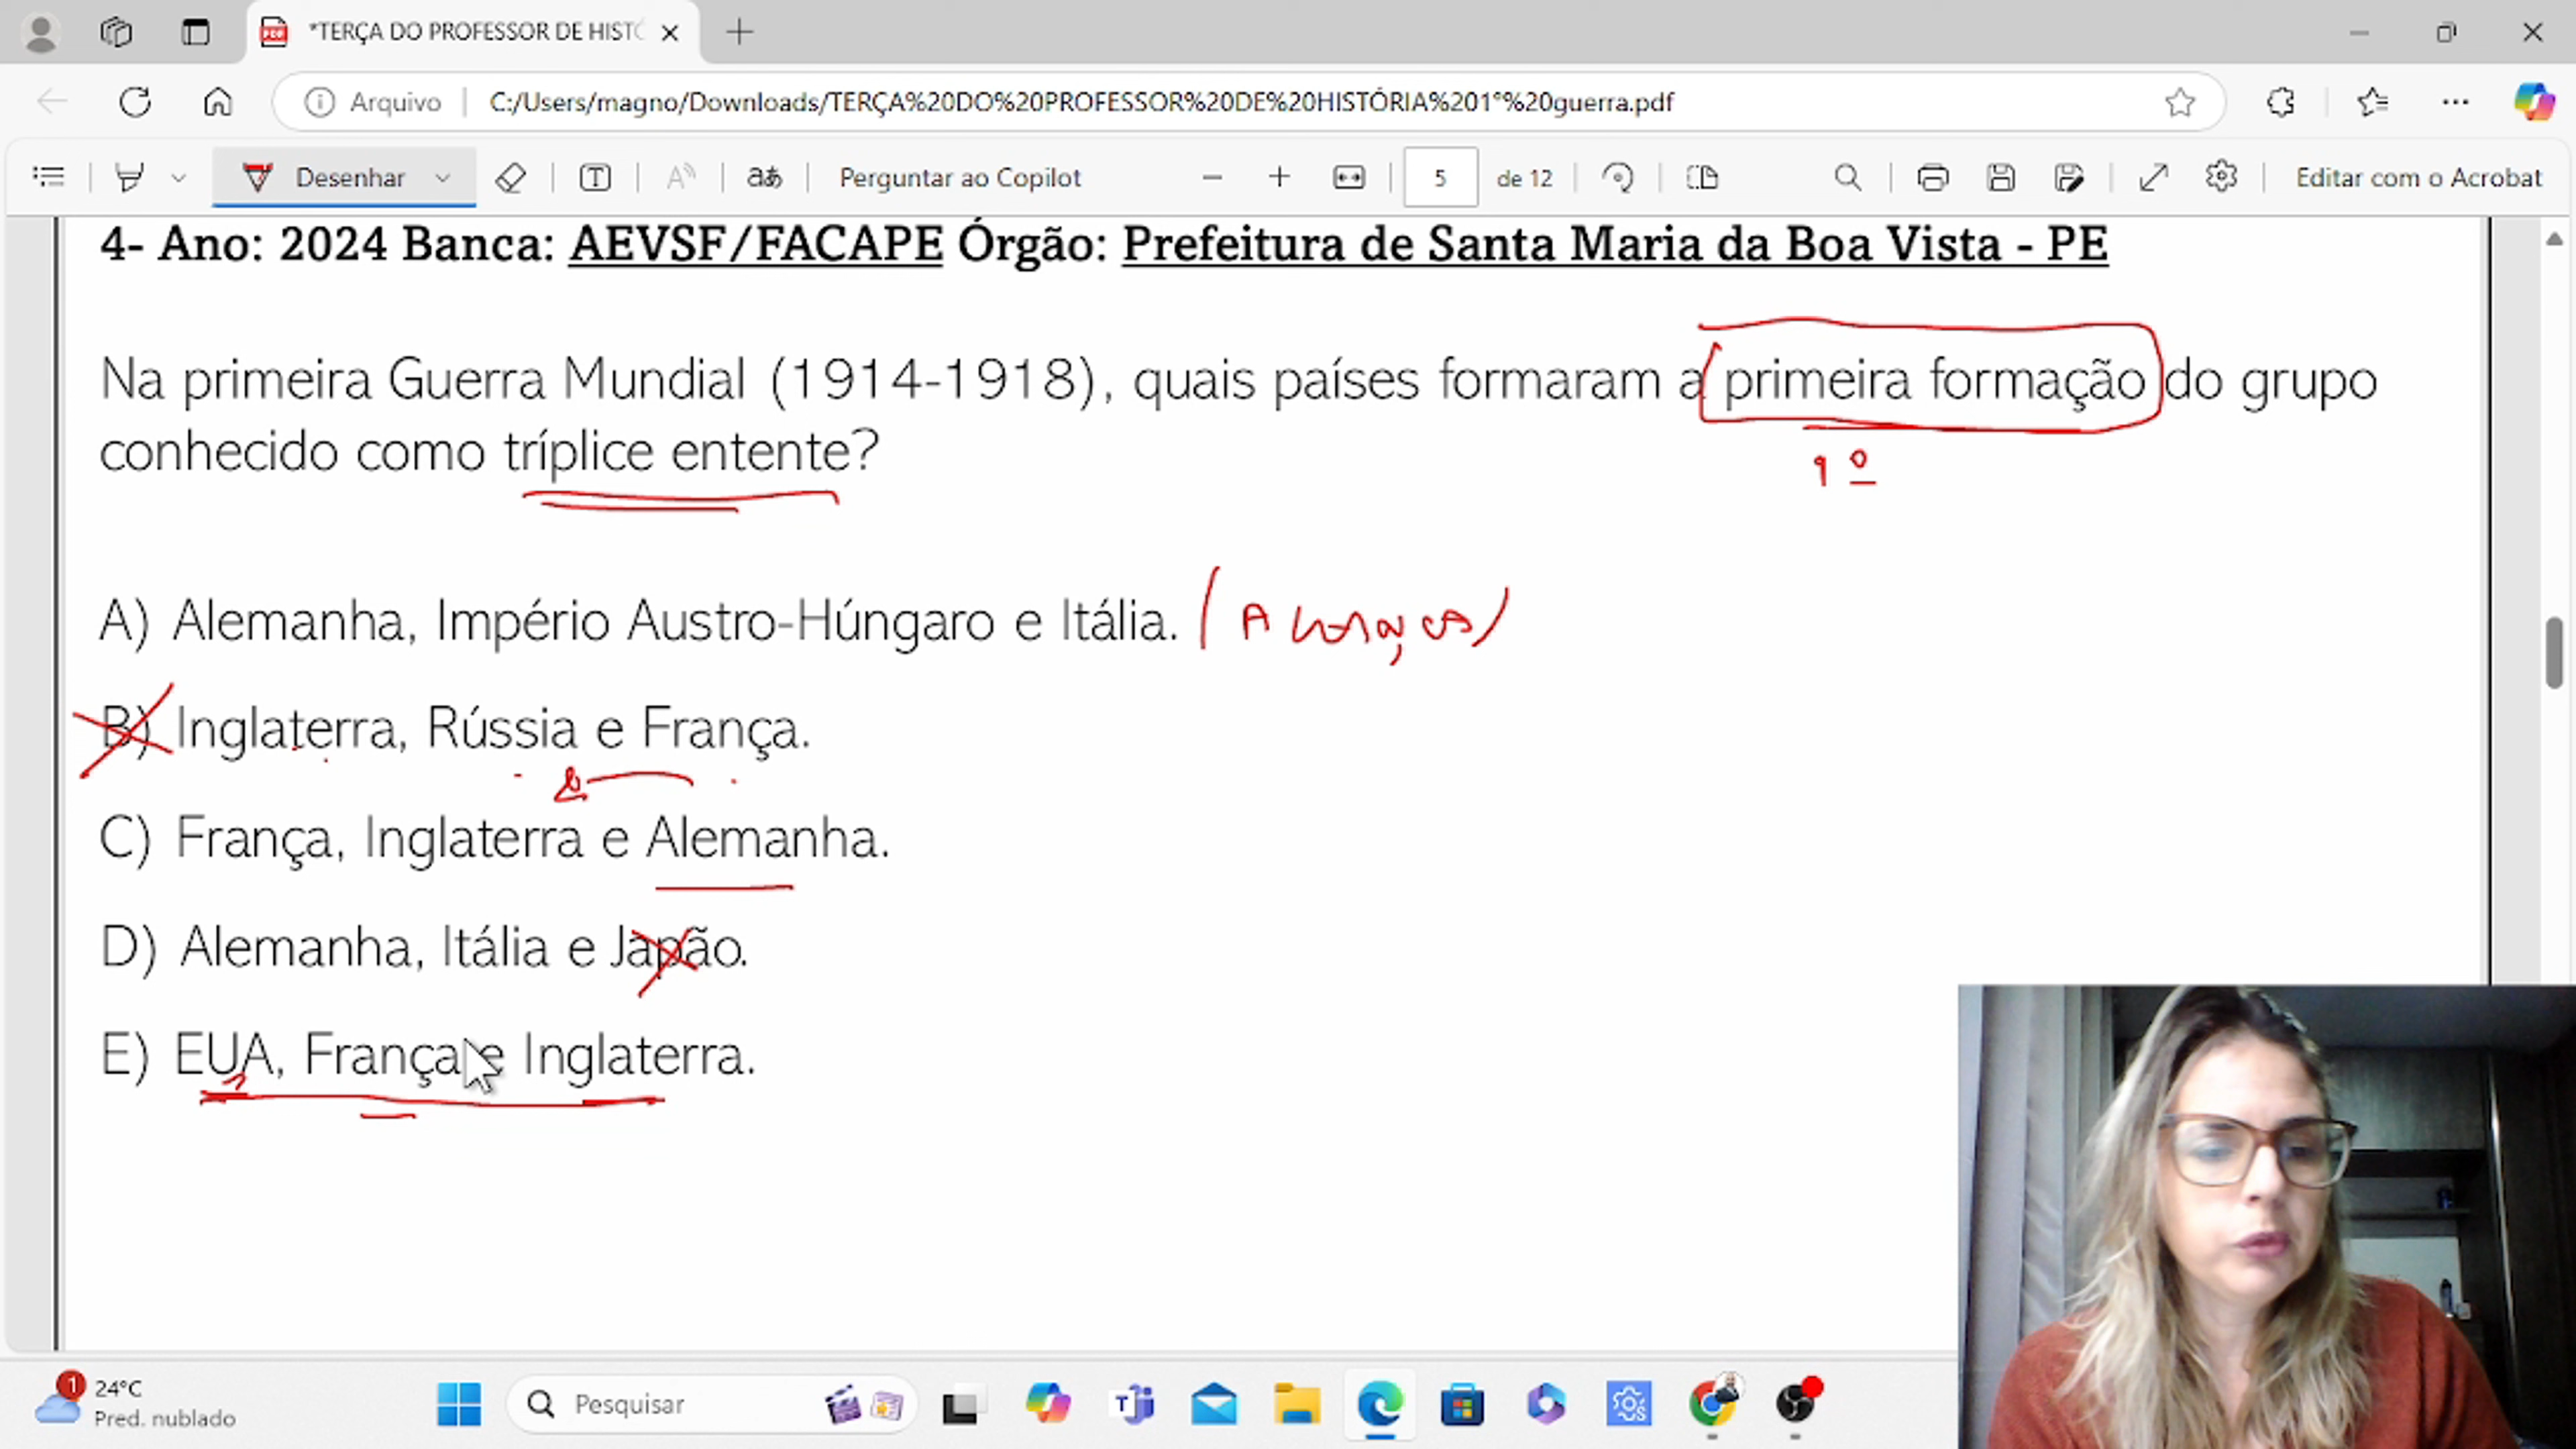 *TERÇA DO PROFESSOR DE HISTÓ
Arquivo
C:/Users/magno/Downloads/TERÇA%20DO%20PROFESSOR%20DE%20HISTÓRIA%201°%20guerra.pdf
Desenhar
Perguntar ao Copilot
5
de 12
Editar com o Acrobat
4- Ano: 2024 Banca: AEVSF/FACAPE Órgão: Prefeitura de Santa Maria da Boa Vista - PE
Na primeira Guerra Mundial (1914-1918), quais países formaram a primeira formação do grupo
conhecido como tríplice entente?
1º
A) Alemanha, Império Austro-Húngaro e Itália.
B) Inglaterra, Rússia e França.
C) França, Inglaterra e Alemanha.
D) Alemanha, Itália e Japão.
E) EUA, França e Inglaterra.
1
24°C
Pred. nublado
Pesquisar